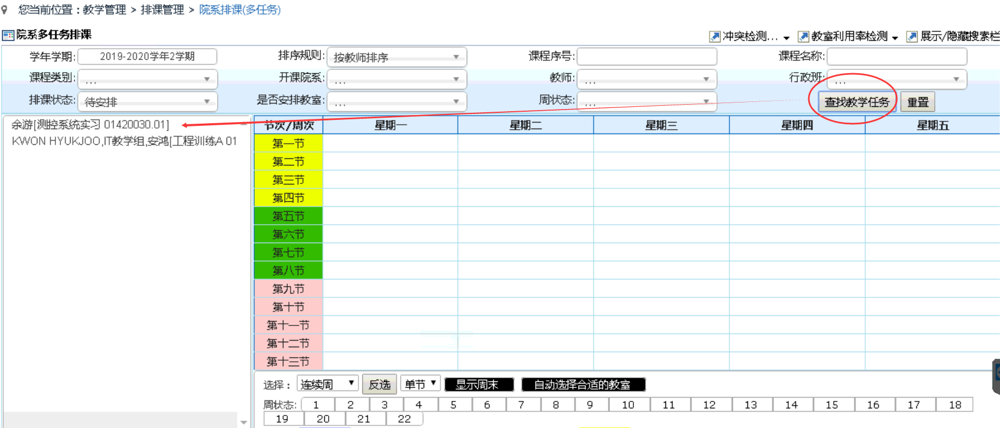 您当前位置：教学管理 > 排课管理 > 院系排课(多任务)
院系多任务排课 冲突检测... 教室利用率检测 展示/隐藏搜索栏
学年学期: 2019-2020学年2学期 排序规则: 按教师排序 课程序号: 课程名称:
课程类别: ... 开课院系: ... 教师: ... 行政班: ...
排课状态: 待安排 是否安排教室: ... 周状态: ... 查找教学任务 重置
余游[测控系统实习 01420030.01]
KWON HYUKJOO,IT教学组,安鸿[工程训练A 01
节次/周次 星期一 星期二 星期三 星期四 星期五
第一节
第二节
第三节
第四节
第五节
第六节
第七节
第八节
第九节
第十节
第十一节
第十二节
第十三节
选择： 连续周 反选 单节 显示周末 自动选择合适的教室
周状态: 1 2 3 4 5 6 7 8 9 10 11 12 13 14 15 16 17 18
19 20 21 22